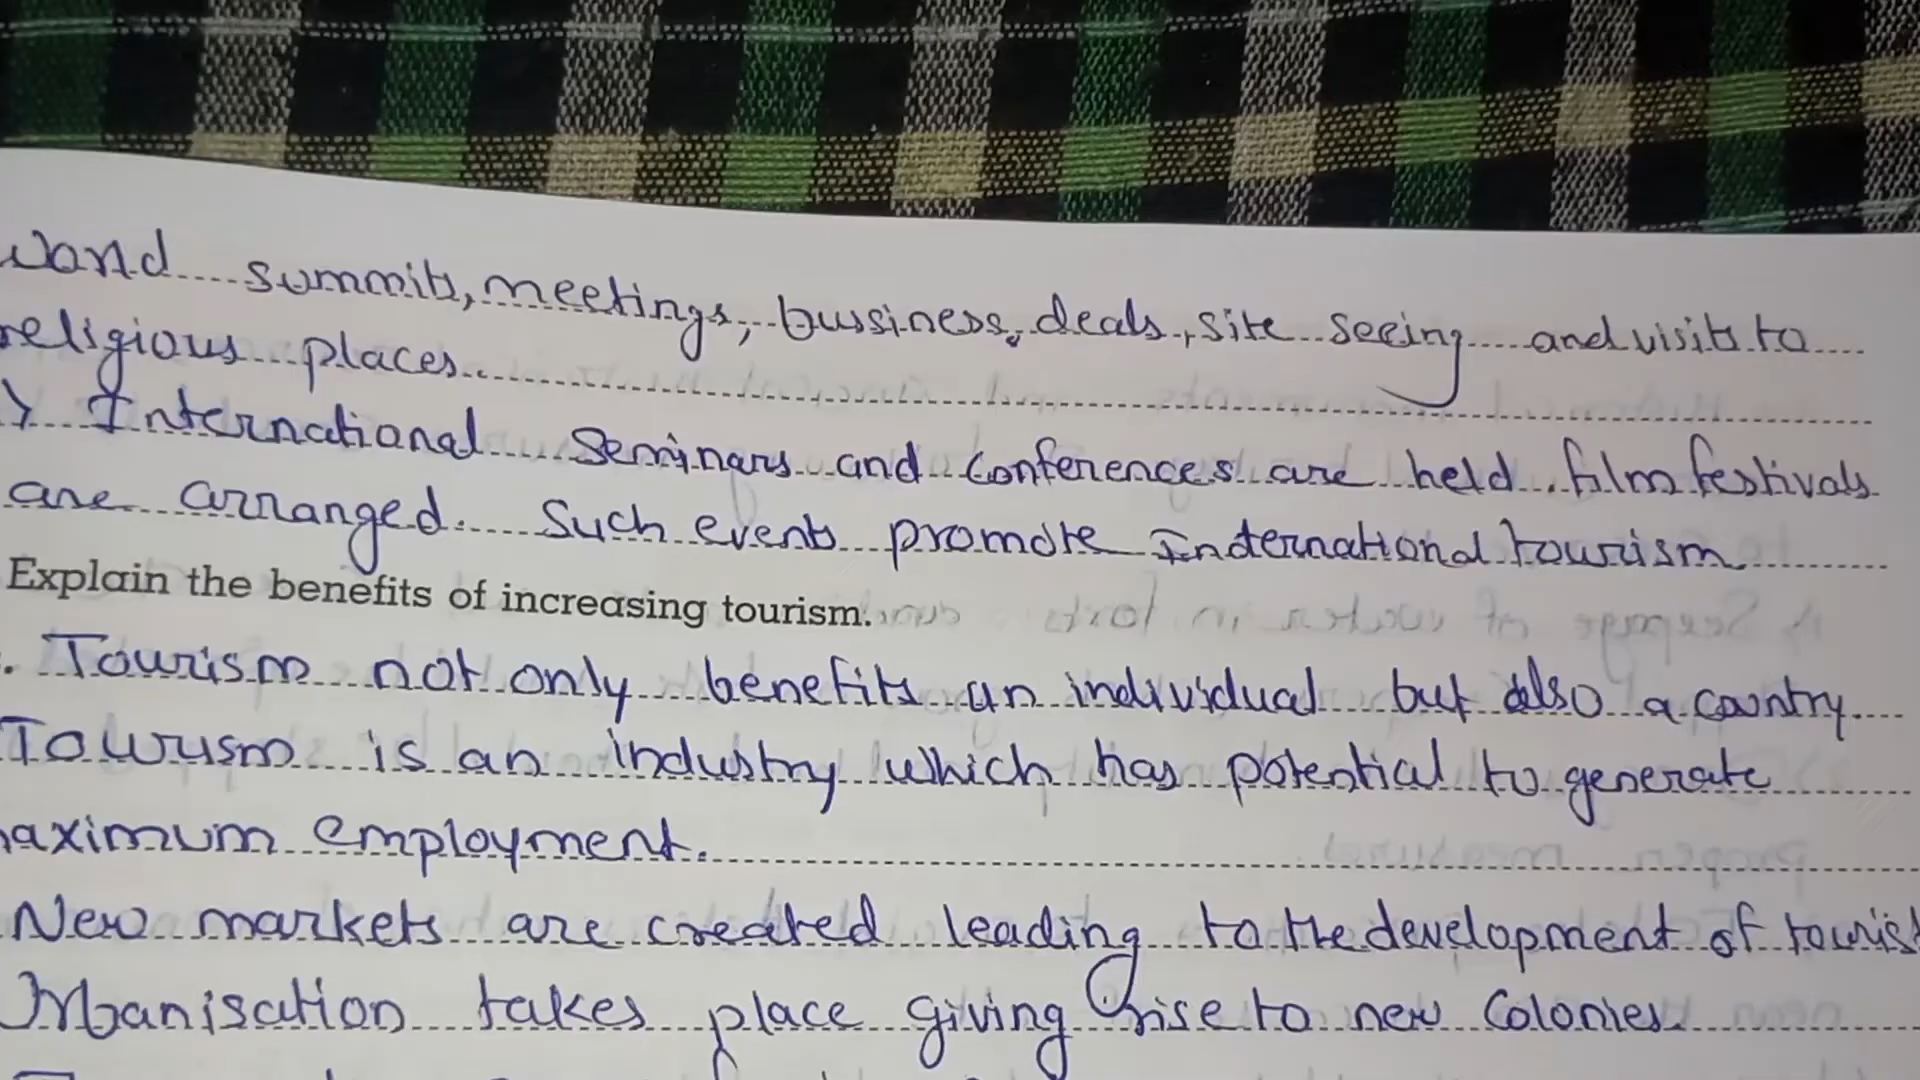 world summits, meetings, bussiness, deals, site seeing and visits to
religious places.
> International Seminars and conferences are held. film festivals
are arranged. Such events promote International tourism
Explain the benefits of increasing tourism.
. Tourism not only benefits an individual but also a country.
Tourism is an industry which has potential to generate
maximum employment.
New markets are created leading to the development of tourist
Urbanisation takes place giving rise to new Colonies.